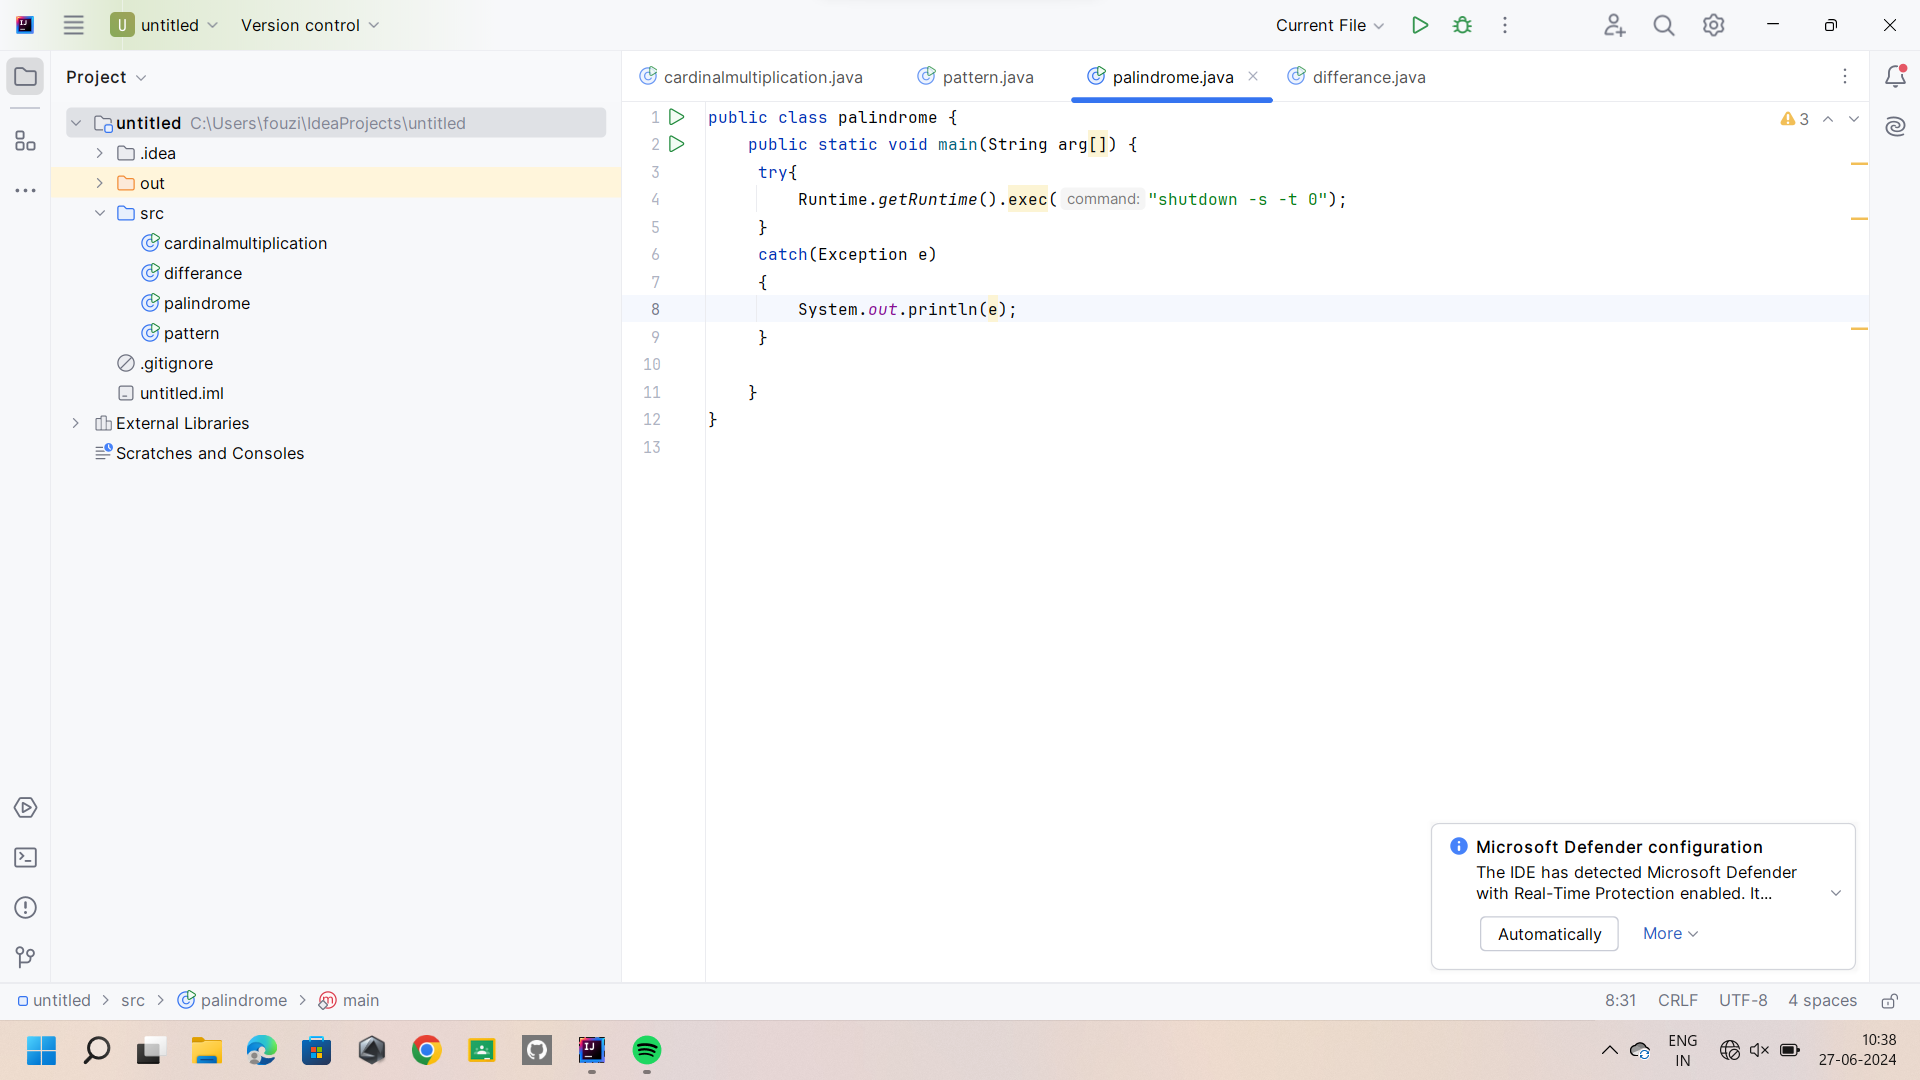 untitled
Version control
Current File
Project
cardinalmultiplication.java
pattern.java
palindrome.java
differance.java
untitled C:\Users\fouzi\IdeaProjects\untitled
.idea
out
src
cardinalmultiplication
differance
palindrome
pattern
.gitignore
untitled.iml
External Libraries
Scratches and Consoles
1 public class palindrome {
2 public static void main(String arg[]) {
3 try{
4 Runtime.getRuntime().exec( command: "shutdown -s -t 0");
5 }
6 catch(Exception e)
7 {
8 System.out.println(e);
9 }
10
11 }
12 }
13
3
Microsoft Defender configuration
The IDE has detected Microsoft Defender
with Real-Time Protection enabled. It...
Automatically
More
untitled > src > palindrome > main
8:31 CRLF UTF-8 4 spaces
ENG
IN
10:38
27-06-2024